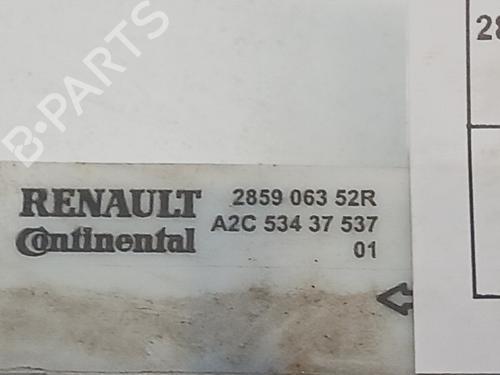 B-PARTS
28
RENAULT 2859 063 52R
Continental A2C 534 37 537
01